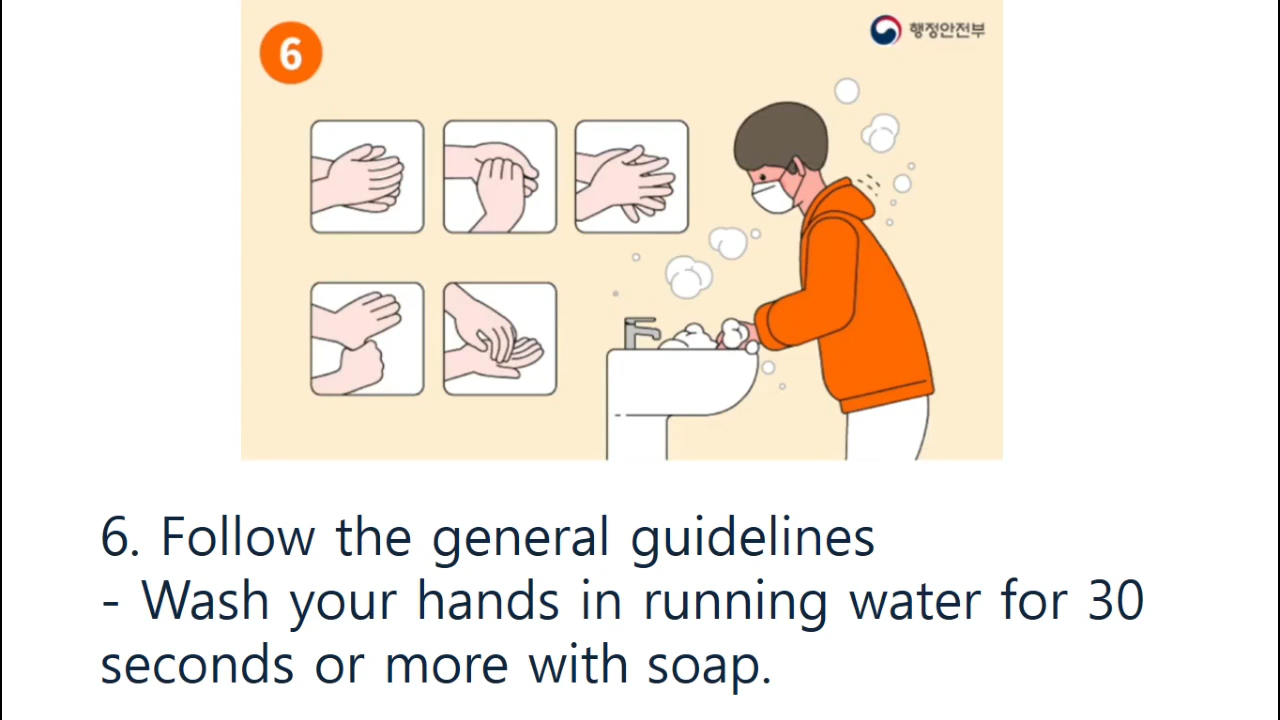 6
행정안전부
6. Follow the general guidelines
- Wash your hands in running water for 30
seconds or more with soap.